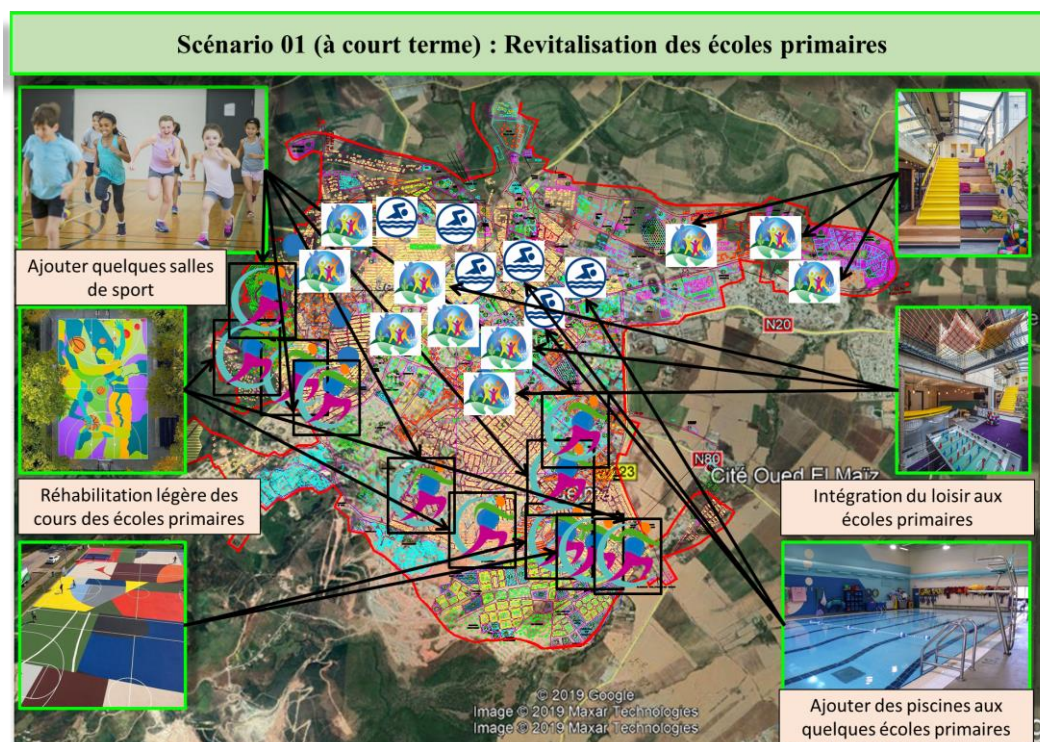 Scénario 01 (à court terme) : Revitalisation des écoles primaires
Ajouter quelques salles
de sport
N20
Réhabilitation légère des
cours des écoles primaires
N80
Cité Oued El Maïz
Intégration du loisir aux
écoles primaires
© 2019 Google
Image © 2019 Maxar Technologies
Image © 2019 Maxar Technologies
Ajouter des piscines aux
quelques écoles primaires